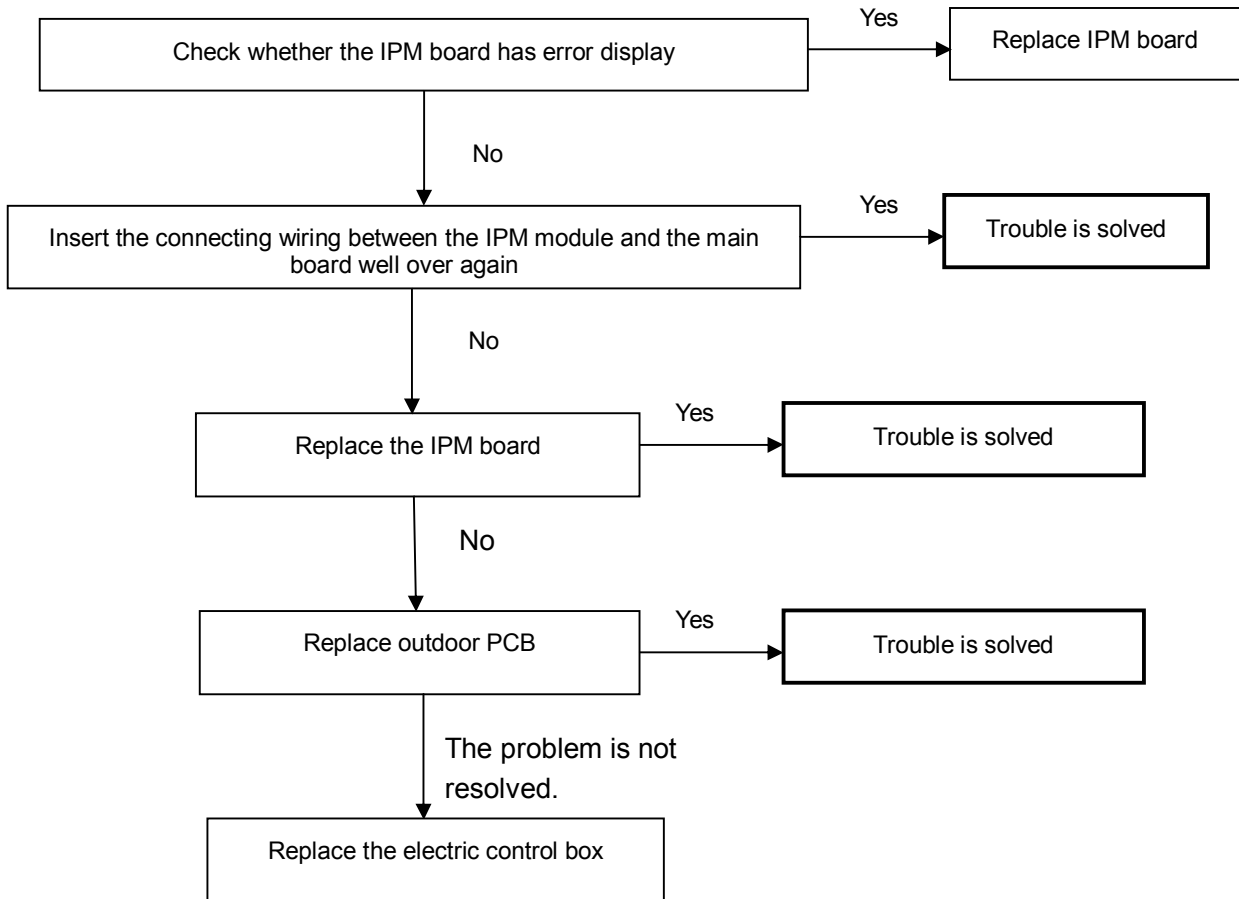 Check whether the IPM board has error display
Yes
Replace IPM board
No
Insert the connecting wiring between the IPM module and the main
board well over again
Yes
Trouble is solved
No
Replace the IPM board
Yes
Trouble is solved
No
Replace outdoor PCB
Yes
Trouble is solved
The problem is not
resolved.
Replace the electric control box